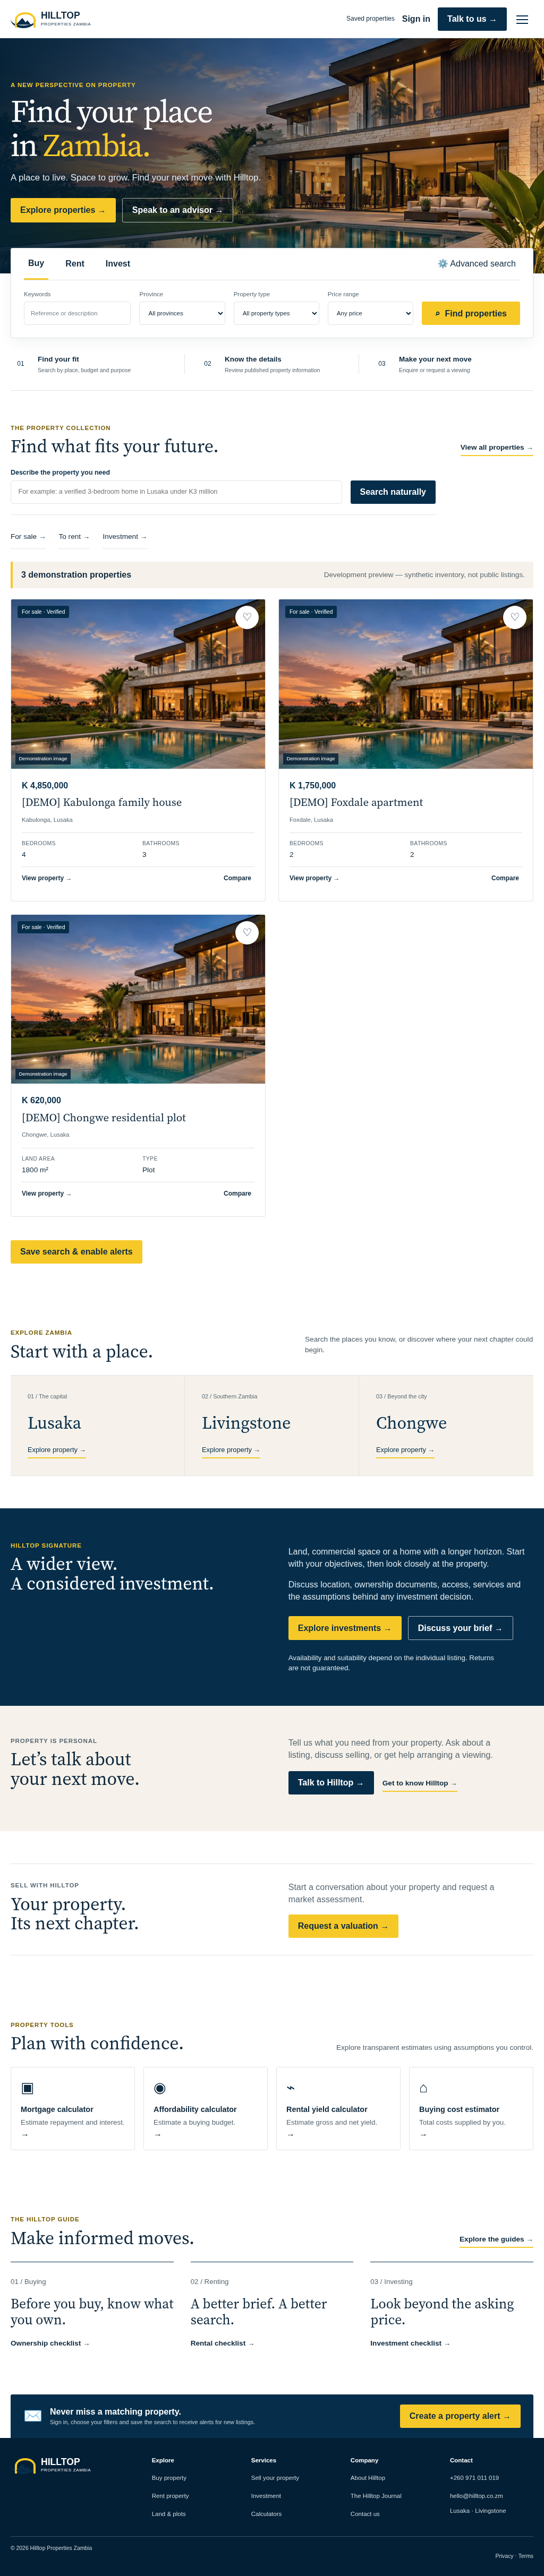 HILLTOP
PROPERTIES ZAMBIA
Saved properties
Sign in
Talk to us →
A NEW PERSPECTIVE ON PROPERTY
Find your place
in Zambia.
A place to live. Space to grow. Find your next move with Hilltop.
Explore properties →
Speak to an advisor →
Buy
Rent
Invest
Advanced search
Keywords
Province
Property type
Price range
Reference or description
All provinces
All property types
Any price
Find properties
01
Find your fit
Search by place, budget and purpose
02
Know the details
Review published property information
03
Make your next move
Enquire or request a viewing
THE PROPERTY COLLECTION
Find what fits your future.
View all properties →
Describe the property you need
For example: a verified 3-bedroom home in Lusaka under K3 million
Search naturally
For sale →
To rent →
Investment →
3 demonstration properties
Development preview — synthetic inventory, not public listings.
For sale · Verified
Demonstration image
K 4,850,000
[DEMO] Kabulonga family house
Kabulonga, Lusaka
BEDROOMS
BATHROOMS
4
3
View property →
Compare
For sale · Verified
Demonstration image
K 1,750,000
[DEMO] Foxdale apartment
Foxdale, Lusaka
BEDROOMS
BATHROOMS
2
2
View property →
Compare
For sale · Verified
Demonstration image
K 620,000
[DEMO] Chongwe residential plot
Chongwe, Lusaka
LAND AREA
TYPE
1800 m²
Plot
View property →
Compare
Save search & enable alerts
EXPLORE ZAMBIA
Start with a place.
Search the places you know, or discover where your next chapter could
begin.
01 / The capital
Lusaka
Explore property →
02 / Southern Zambia
Livingstone
Explore property →
03 / Beyond the city
Chongwe
Explore property →
HILLTOP SIGNATURE
A wider view.
A considered investment.
Land, commercial space or a home with a longer horizon. Start
with your objectives, then look closely at the property.
Discuss location, ownership documents, access, services and
the assumptions behind any investment decision.
Explore investments →
Discuss your brief →
Availability and suitability depend on the individual listing. Returns
are not guaranteed.
PROPERTY IS PERSONAL
Let’s talk about
your next move.
Tell us what you need from your property. Ask about a
listing, discuss selling, or get help arranging a viewing.
Talk to Hilltop →
Get to know Hilltop →
SELL WITH HILLTOP
Your property.
Its next chapter.
Start a conversation about your property and request a
market assessment.
Request a valuation →
PROPERTY TOOLS
Plan with confidence.
Explore transparent estimates using assumptions you control.
Mortgage calculator
Estimate repayment and interest.
→
Affordability calculator
Estimate a buying budget.
→
Rental yield calculator
Estimate gross and net yield.
→
Buying cost estimator
Total costs supplied by you.
→
THE HILLTOP GUIDE
Make informed moves.
Explore the guides →
01 / Buying
Before you buy, know what
you own.
Ownership checklist →
02 / Renting
A better brief. A better
search.
Rental checklist →
03 / Investing
Look beyond the asking
price.
Investment checklist →
Never miss a matching property.
Sign in, choose your filters and save the search to receive alerts for new listings.
Create a property alert →
HILLTOP
PROPERTIES ZAMBIA
Explore
Buy property
Rent property
Land & plots
Services
Sell your property
Investment
Calculators
Company
About Hilltop
The Hilltop Journal
Contact us
Contact
+260 971 011 019
hello@hilltop.co.zm
Lusaka · Livingstone
© 2026 Hilltop Properties Zambia
Privacy · Terms